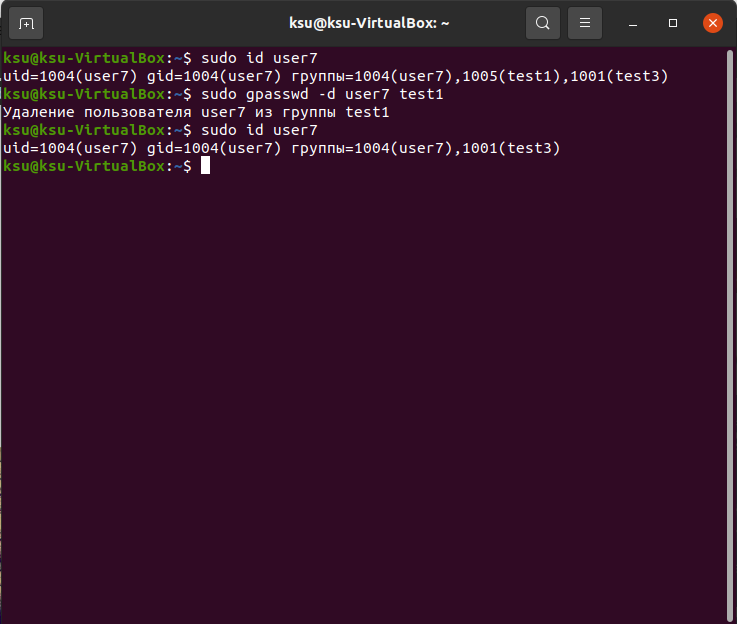 ksu@ksu-VirtualBox: ~
ksu@ksu-VirtualBox:~$ sudo id user7
uid=1004(user7) gid=1004(user7) группы=1004(user7),1005(test1),1001(test3)
ksu@ksu-VirtualBox:~$ sudo gpasswd -d user7 test1
Удаление пользователя user7 из группы test1
ksu@ksu-VirtualBox:~$ sudo id user7
uid=1004(user7) gid=1004(user7) группы=1004(user7),1001(test3)
ksu@ksu-VirtualBox:~$